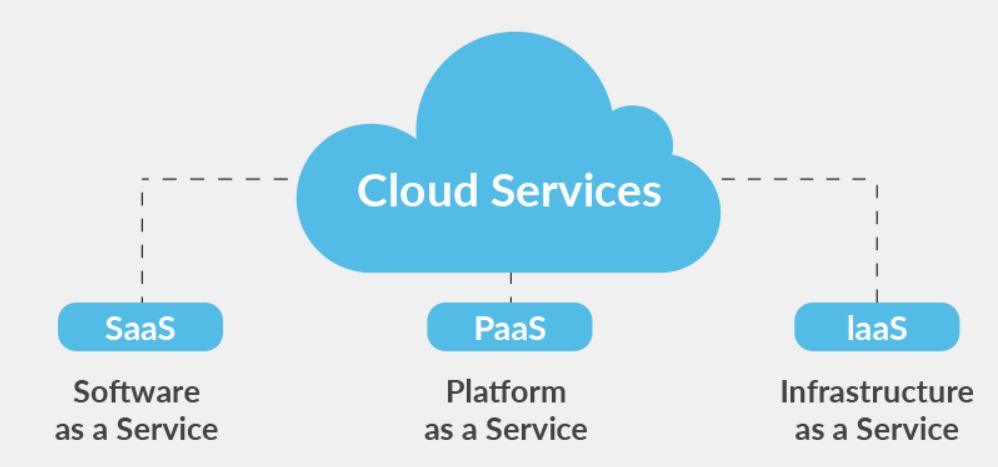 Cloud Services
SaaS
PaaS
IaaS
Software
as a Service
Platform
as a Service
Infrastructure
as a Service